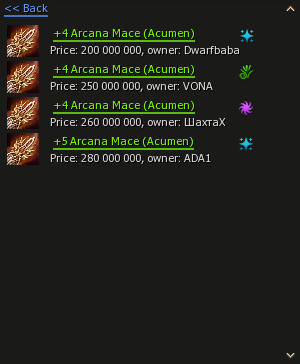 << Back
+4 Arcana Mace (Acumen)
Price: 200 000 000, owner: Dwarfbaba
+4 Arcana Mace (Acumen)
Price: 250 000 000, owner: VONA
+4 Arcana Mace (Acumen)
Price: 260 000 000, owner: ШахтаХ
+5 Arcana Mace (Acumen)
Price: 280 000 000, owner: ADA1